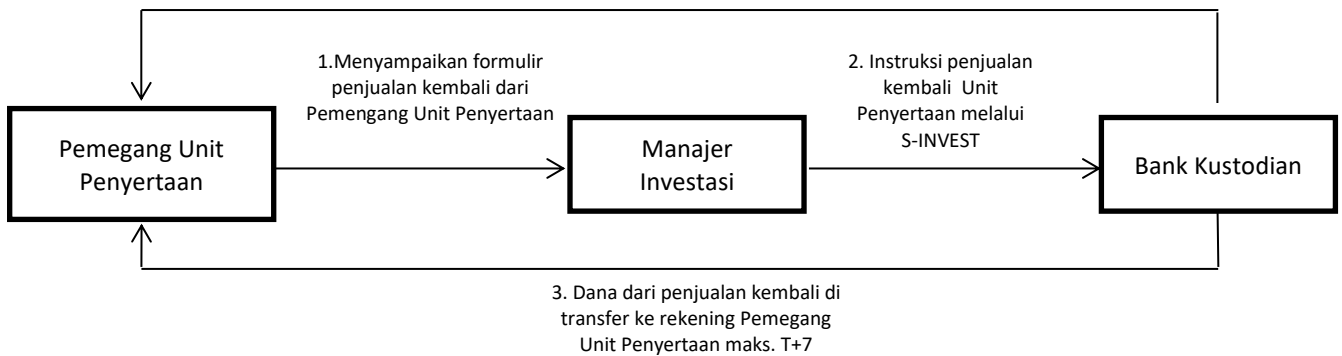 1.Menyampaikan formulir
penjualan kembali dari
Pemengang Unit Penyertaan
2. Instruksi penjualan
kembali Unit
Penyertaan melalui
S-INVEST
Pemegang Unit
Penyertaan
Manajer
Investasi
Bank Kustodian
3. Dana dari penjualan kembali di
transfer ke rekening Pemegang
Unit Penyertaan maks. T+7